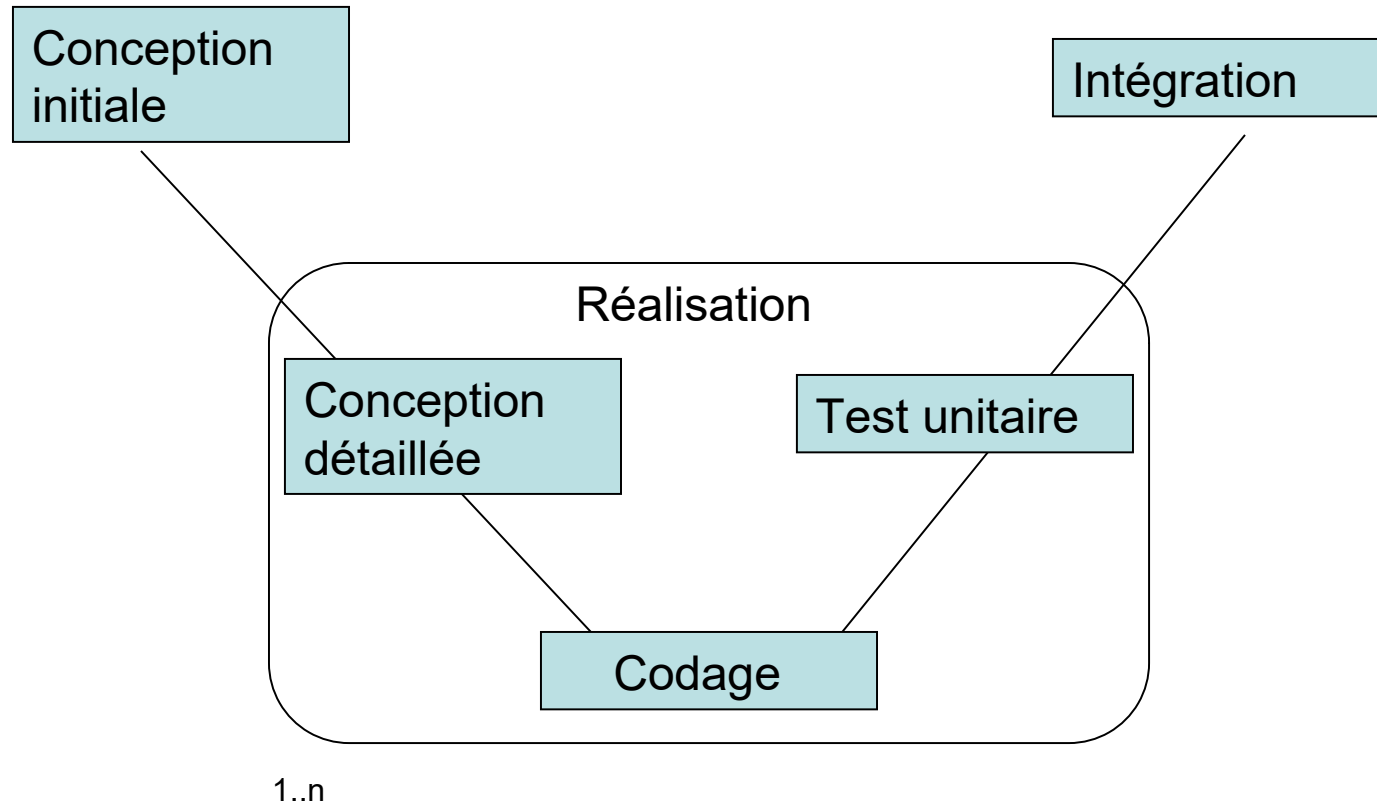 Conception
initiale
Intégration
Réalisation
Conception
détaillée
Test unitaire
Codage
1..n